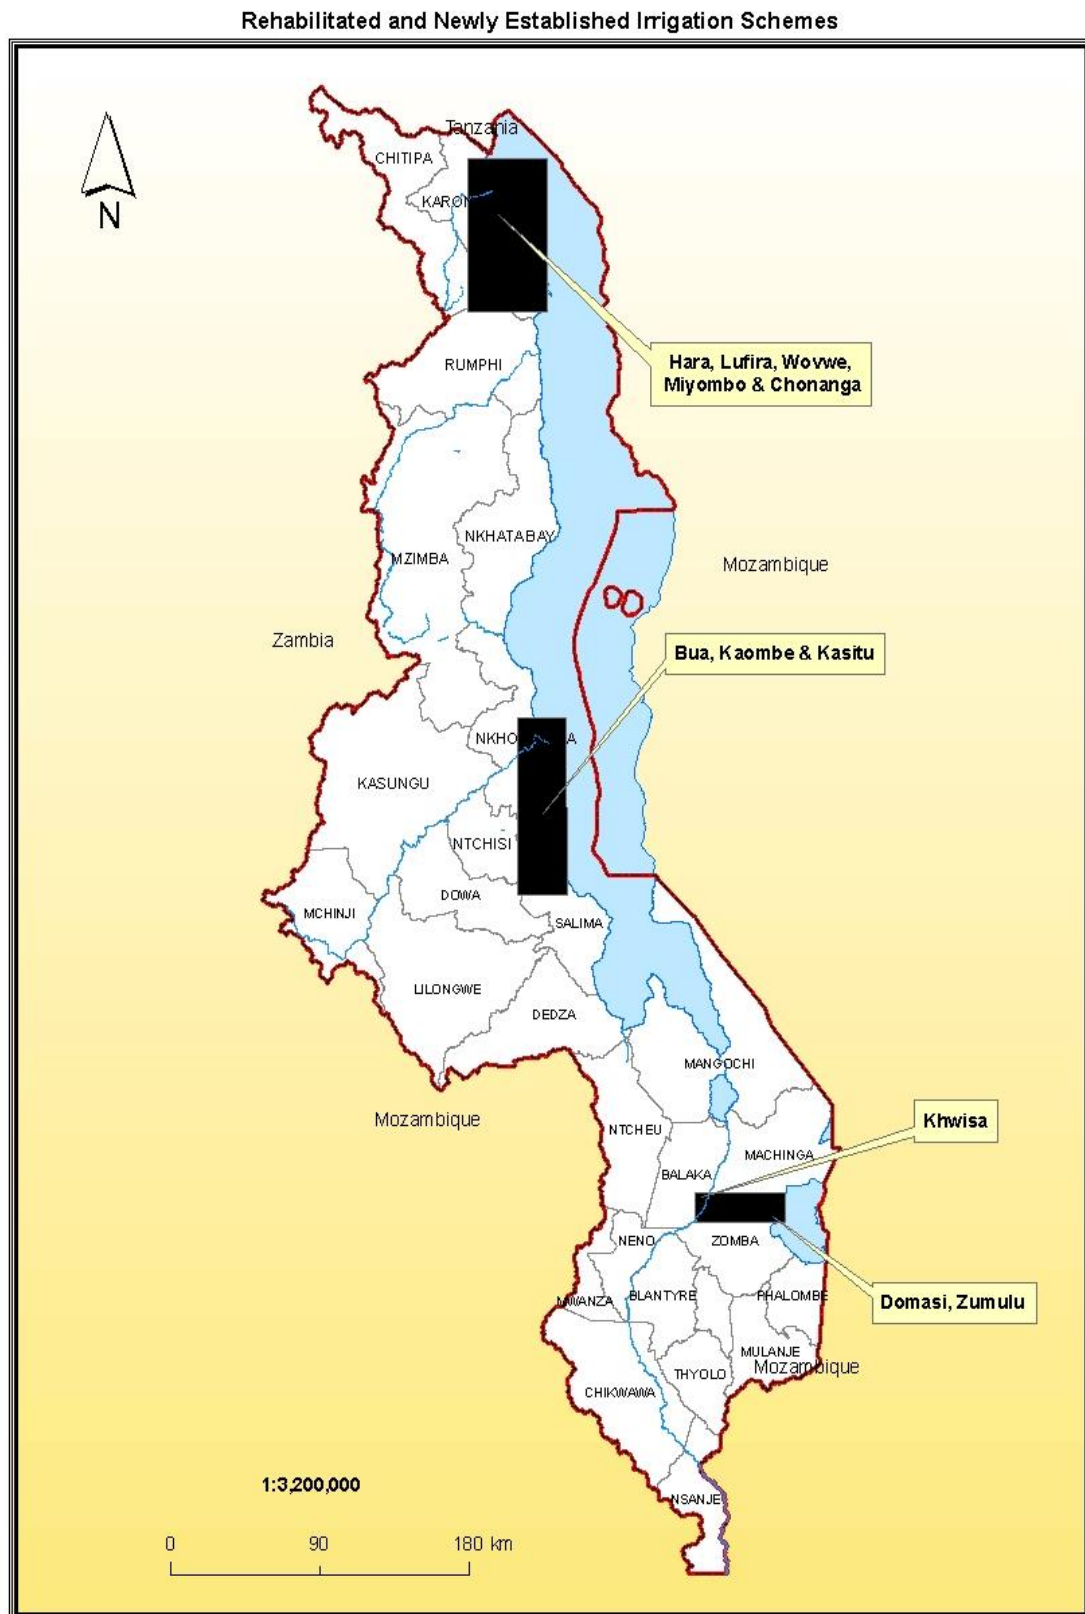 Rehabilitated and Newly Established Irrigation Schemes
Tanzania
CHITIPA
N
Hara, Lufira, Wovwe,
Miyombo & Chonanga
RUMPHI
NKHATABAY
MZIMBA
Mozambique
Zambia
Bua, Kaombe & Kasitu
KASUNGU
NTCHISI
DOWA
MCHINJI
SALIMA
LILONGWE
DEDZA
MANGOCHI
Mozambique
Khwisa
NTCHEU
MACHINGA
BALAKA
NENO
ZOMBA
MWANZA
BLANTYRE
PHALOMBE
Domasi, Zumulu
MULANJE
Mozambique
THYOLO
CHIKWAWA
1:3,200,000
NSANJE
0 90 180 km